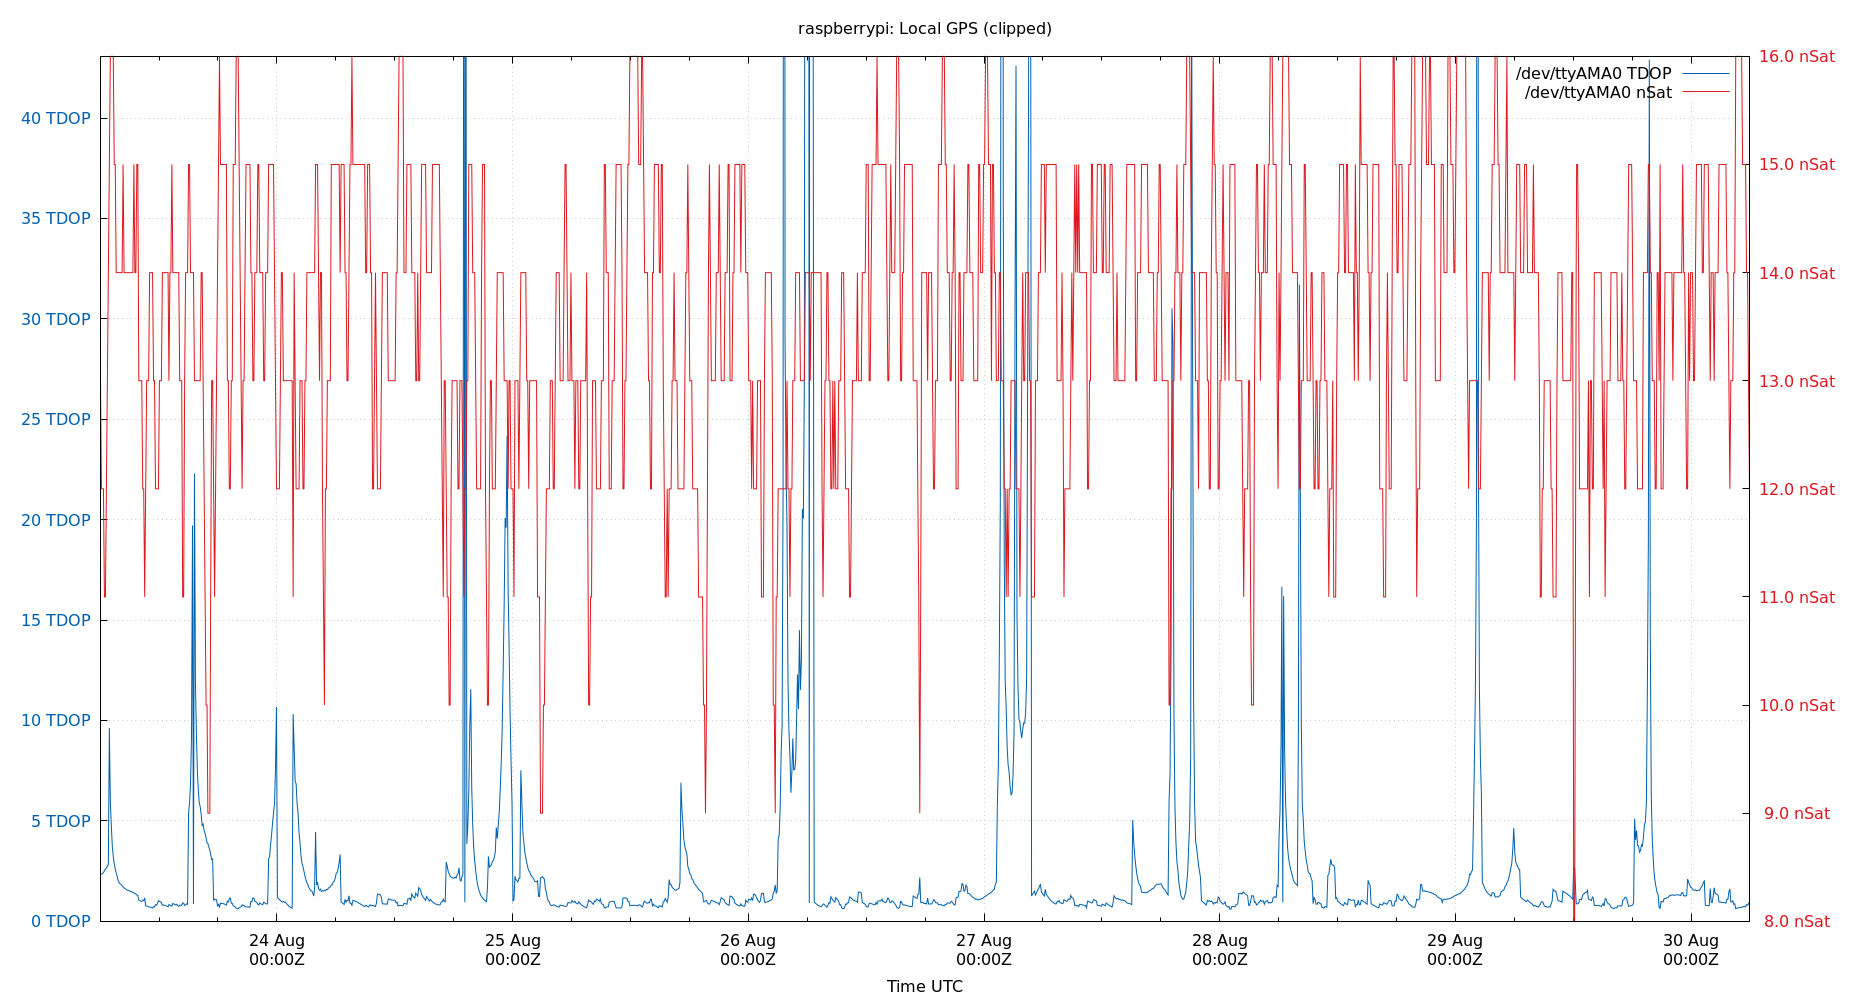 raspberrypi: Local GPS (clipped)
/dev/ttyAMA0 TDOP
/dev/ttyAMA0 nSat
40 TDOP
35 TDOP
30 TDOP
25 TDOP
20 TDOP
15 TDOP
10 TDOP
5 TDOP
0 TDOP
16.0 nSat
15.0 nSat
14.0 nSat
13.0 nSat
12.0 nSat
11.0 nSat
10.0 nSat
9.0 nSat
8.0 nSat
24 Aug
00:00Z
25 Aug
00:00Z
26 Aug
00:00Z
27 Aug
00:00Z
28 Aug
00:00Z
29 Aug
00:00Z
30 Aug
00:00Z
Time UTC